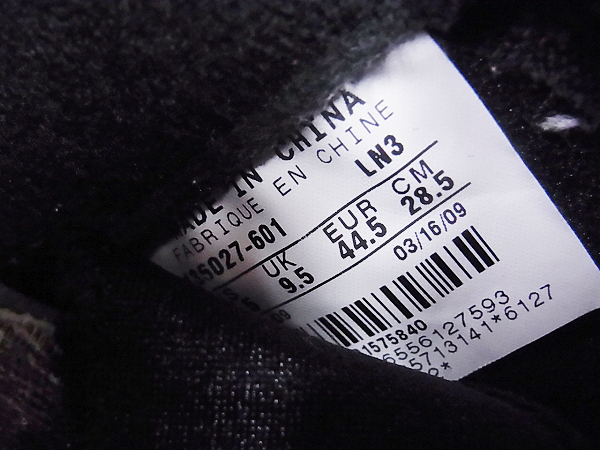 MADE IN CHINA
FABRIQUE EN CHINE
LN3
35027-601
UK EUR CM
9.5 44.5 28.5
03/16/09
1575840
6556127593
5713141*6127